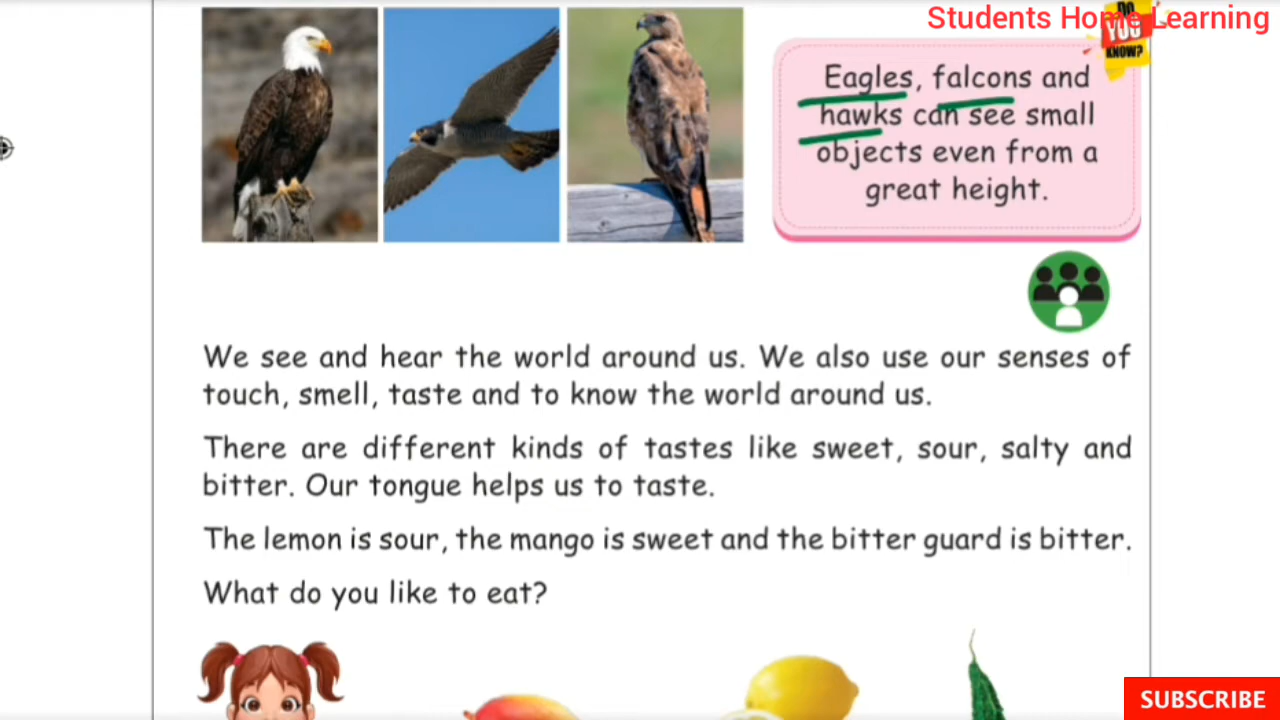 Students Home Learning
DO
YOU
KNOW?
Eagles, falcons and
hawks can see small
objects even from a
great height.
We see and hear the world around us. We also use our senses of
touch, smell, taste and to know the world around us.
There are different kinds of tastes like sweet, sour, salty and
bitter. Our tongue helps us to taste.
The lemon is sour, the mango is sweet and the bitter guard is bitter.
What do you like to eat?
SUBSCRIBE